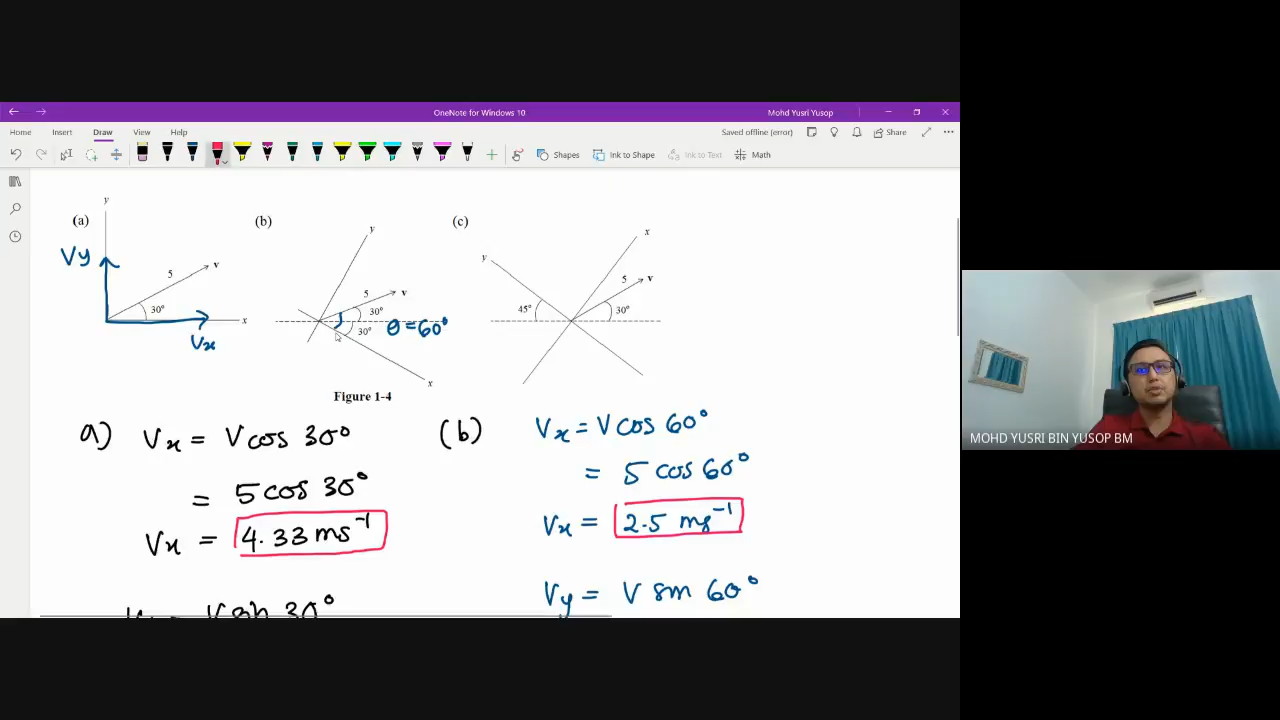 OneNote for Windows 10
Mohd Yusri Yusop
Home Insert Draw View Help
Saved offline (error)
Share
Shapes
Ink to Shape
Ink to Text
Math
(a) y
Vy
5 v
30°
x
Vx
(b) y
5 v
30°
30°
θ = 60°
x
(c) x
y
5 v
45°
30°
Figure 1-4
a) Vx = V cos 30°
= 5 cos 30°
Vx = 4.33 ms⁻¹
V sin 30°
(b) Vx = V cos 60°
= 5 cos 60°
Vx = 2.5 ms⁻¹
Vy = V sin 60°
MOHD YUSRI BIN YUSOP BM